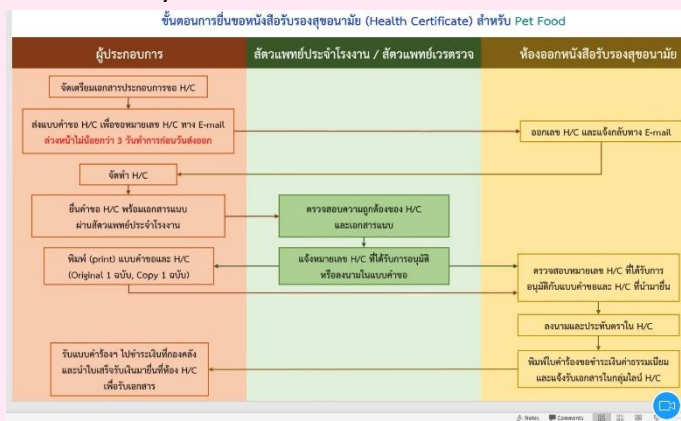 ขั้นตอนการยื่นขอหนังสือรับรองสุขอนามัย (Health Certificate) สำหรับ Pet Food
ผู้ประกอบการ
สัตวแพทย์ประจำโรงงาน / สัตวแพทย์เวรตรวจ
ห้องออกหนังสือรับรองสุขอนามัย
จัดเตรียมเอกสารประกอบการขอ H/C
ส่งแบบคำขอ H/C เพื่อขอหมายเลข H/C ทาง E-mail
ล่วงหน้าไม่น้อยกว่า 3 วันทำการก่อนวันส่งออก
ออกเลข H/C และแจ้งกลับทาง E-mail
จัดทำ H/C
ยื่นคำขอ H/C พร้อมเอกสารแนบ
ผ่านสัตวแพทย์ประจำโรงงาน
ตรวจสอบความถูกต้องของ H/C
และเอกสารแนบ
พิมพ์ (print) แบบคำขอและ H/C
(Original 1 ฉบับ, Copy 1 ฉบับ)
แจ้งหมายเลข H/C ที่ได้รับการอนุมัติ
หรือลงนามในแบบคำขอ
ตรวจสอบหมายเลข H/C ที่ได้รับการ
อนุมัติกับแบบคำขอและ H/C ที่นำมายื่น
ลงนามและประทับตราใน H/C
รับแบบคำร้องฯ ไปชำระเงินที่กองคลัง
และนำใบเสร็จรับเงินมายื่นที่ห้อง H/C
เพื่อรับเอกสาร
พิมพ์ใบคำร้องขอชำระเงินค่าธรรมเนียม
และแจ้งรับเอกสารในกลุ่มไลน์ H/C
Notes
Comments